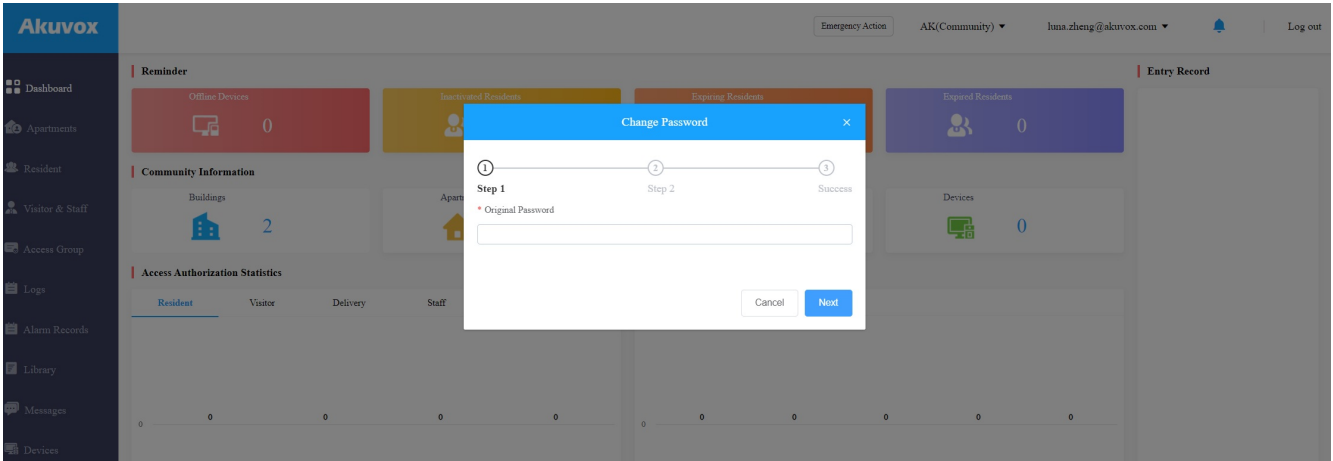 Akuvox
Emergency Action
AK(Community)
luna.zheng@akuvox.com
Log out
Dashboard
Apartments
Resident
Visitor & Staff
Access Group
Logs
Alarm Records
Library
Messages
Devices
Reminder
Offline Devices
0
Inactivated Residents
Expiring Residents
Expired Residents
0
Community Information
Buildings
2
Apart
Devices
0
Access Authorization Statistics
Resident Visitor Delivery Staff
0 0 0 0 0
0 0 0 0 0 0
Entry Record
Change Password
×
1 2 3
Step 1 Step 2 Success
* Original Password
Cancel Next